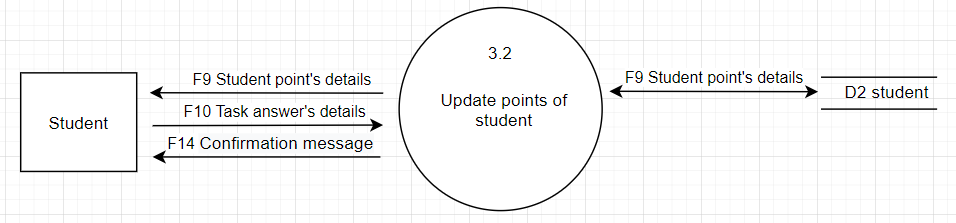 Student
F9 Student point's details
F10 Task answer's details
F14 Confirmation message
3.2
Update points of
student
F9 Student point's details
D2 student